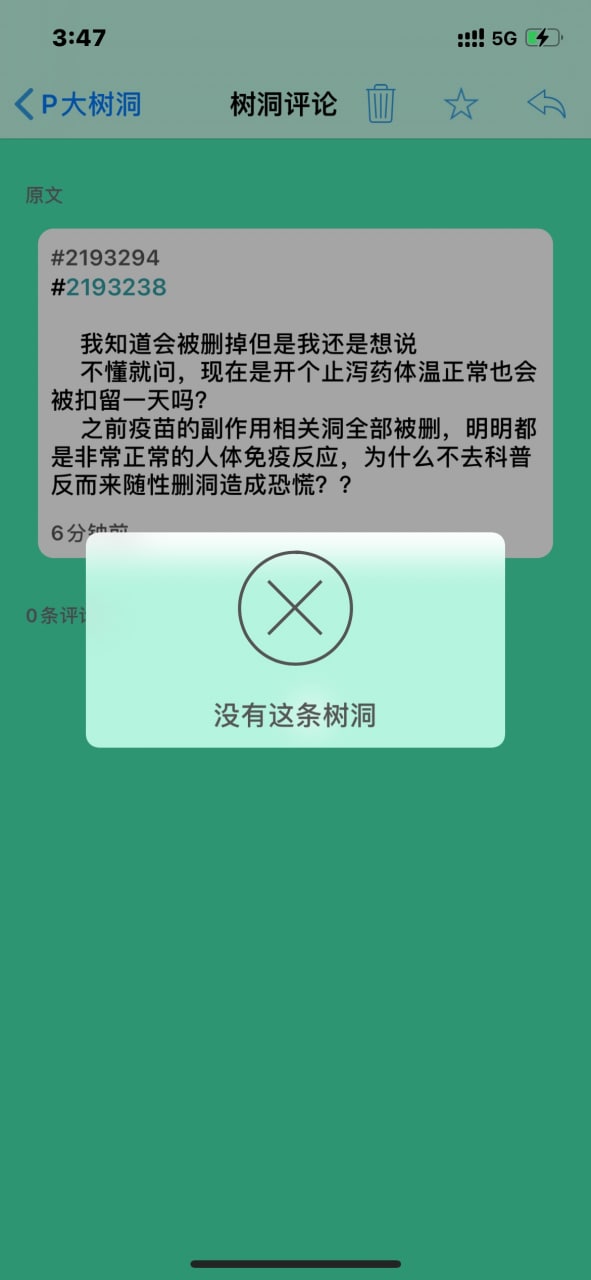 3:47
5G
P大树洞
树洞评论
原文
#2193294
#2193238
我知道会被删掉但是我还是想说
不懂就问，现在是开个止泻药体温正常也会
被扣留一天吗？
之前疫苗的副作用相关洞全部被删，明明都
是非常正常的人体免疫反应，为什么不去科普
反而来随性删洞造成恐慌？？
6分钟前
0条评论
没有这条树洞